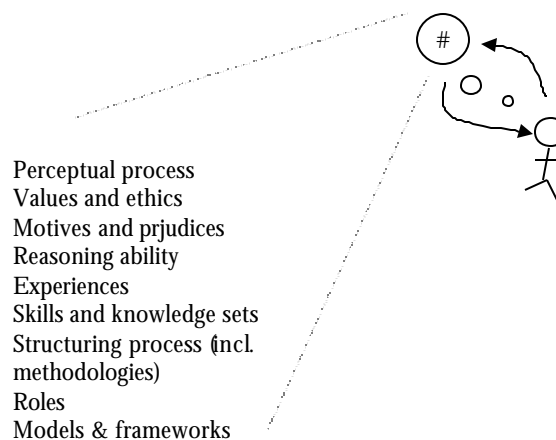 #
Perceptual process
Values and ethics
Motives and prjudices
Reasoning ability
Experiences
Skills and knowledge sets
Structuring process (incl.
methodologies)
Roles
Models & frameworks